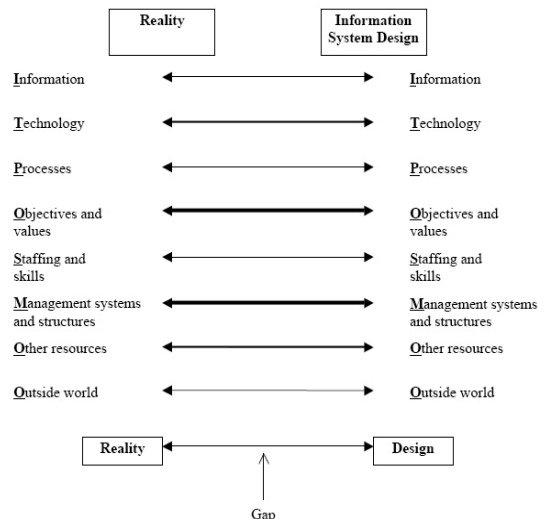 Reality
Information
System Design
Information
Information
Technology
Technology
Processes
Processes
Objectives and
values
Objectives and
values
Staffing and
skills
Staffing and
skills
Management systems
and structures
Management systems
and structures
Other resources
Other resources
Outside world
Outside world
Reality
Design
Gap